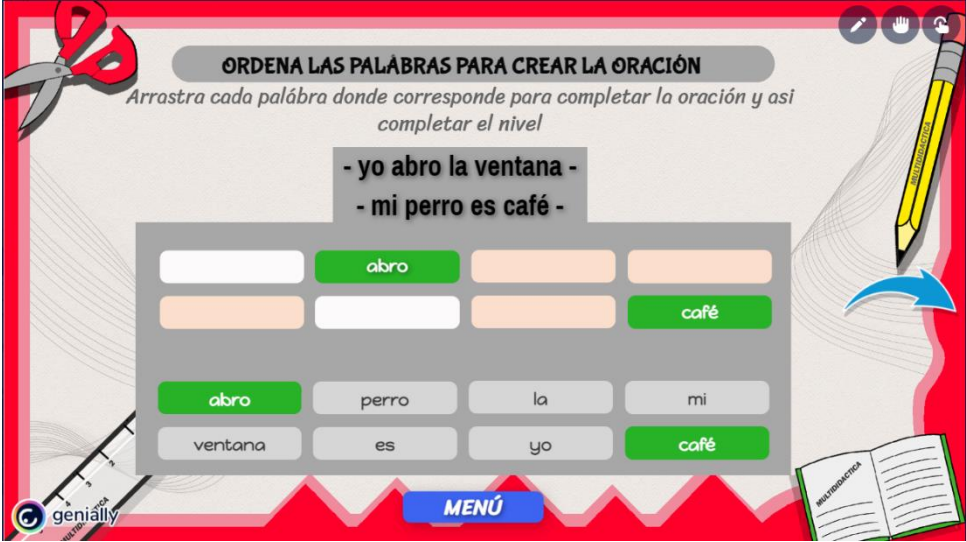 ORDENA LAS PALÁBRAS PARA CREAR LA ORACIÓN
Arrastra cada palábra donde corresponde para completar la oración y asi
completar el nivel
- yo abro la ventana -
- mi perro es café -
abro
café
abro perro la mi
ventana es yo café
MENÚ
genially
MULTIDIDACTICA
MULTIDIDACTICA